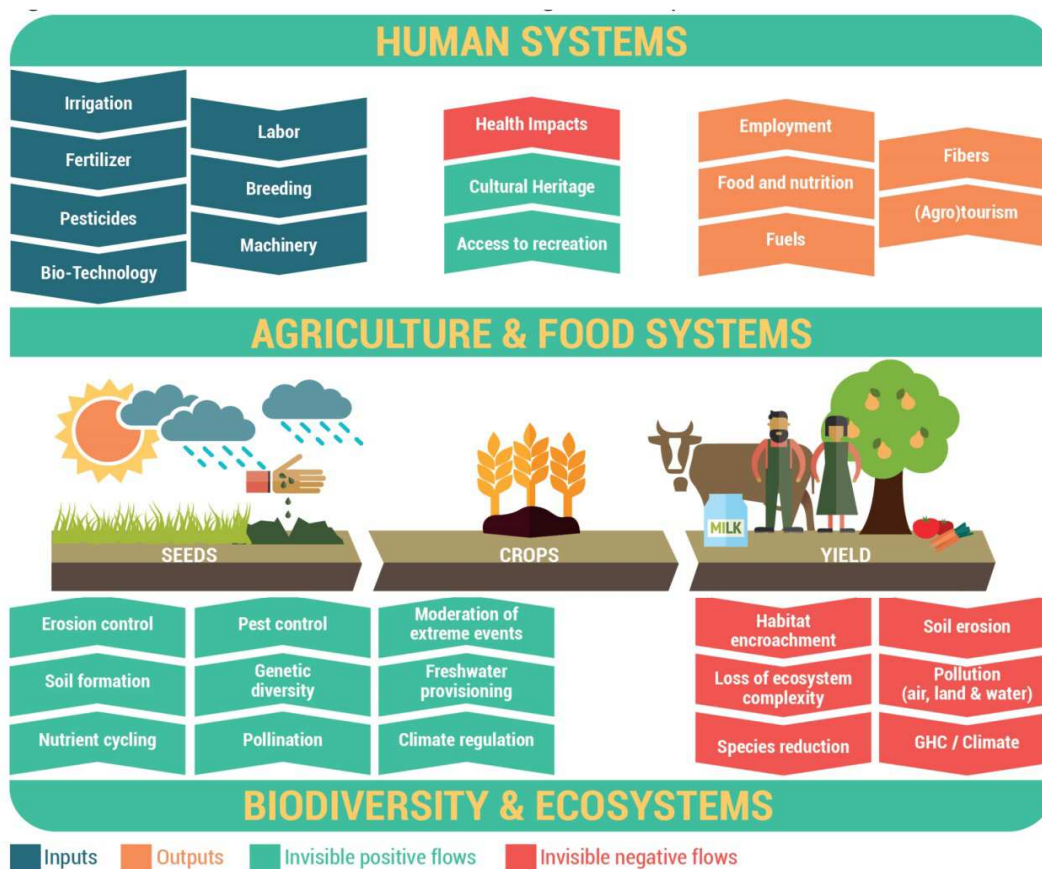 HUMAN SYSTEMS
Irrigation
Fertilizer
Pesticides
Bio-Technology
Labor
Breeding
Machinery
Health Impacts
Cultural Heritage
Access to recreation
Employment
Food and nutrition
Fuels
Fibers
(Agro)tourism
AGRICULTURE & FOOD SYSTEMS
MILK
SEEDS
CROPS
YIELD
Erosion control
Soil formation
Nutrient cycling
Pest control
Genetic
diversity
Pollination
Moderation of
extreme events
Freshwater
provisioning
Climate regulation
Habitat
encroachment
Loss of ecosystem
complexity
Species reduction
Soil erosion
Pollution
(air, land & water)
GHC / Climate
BIODIVERSITY & ECOSYSTEMS
Inputs
Outputs
Invisible positive flows
Invisible negative flows